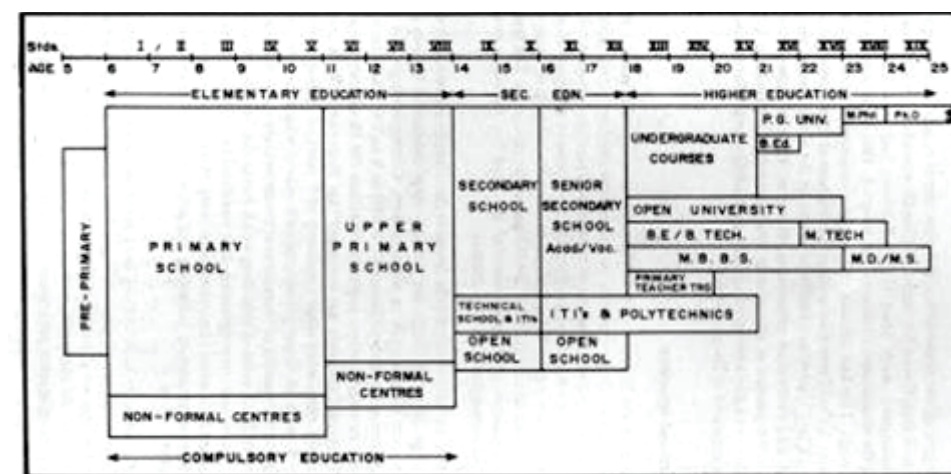 Stds I II III IV V VI VII VIII IX X XI XII XIII XIV XV XVI XVII XVIII XIX
AGE 5 6 7 8 9 10 11 12 13 14 15 16 17 18 19 20 21 22 23 24 25
ELEMENTARY EDUCATION SEC. EDN. HIGHER EDUCATION
PRE-PRIMARY
PRIMARY
SCHOOL
NON-FORMAL CENTRES
UPPER
PRIMARY
SCHOOL
NON-FORMAL
CENTRES
SECONDARY
SCHOOL
TECHNICAL
SCHOOL & ITI's
OPEN
SCHOOL
SENIOR
SECONDARY
SCHOOL
Acad/Voc.
ITI's & POLYTECHNICS
OPEN
SCHOOL
UNDERGRADUATE
COURSES
P.G. UNIV.
M.Phil.
Ph.D
B.Ed.
OPEN UNIVERSITY
B.E/B.TECH.
M.TECH
M.B.B.S.
M.D./M.S.
PRIMARY
TEACHER TRG
COMPULSORY EDUCATION